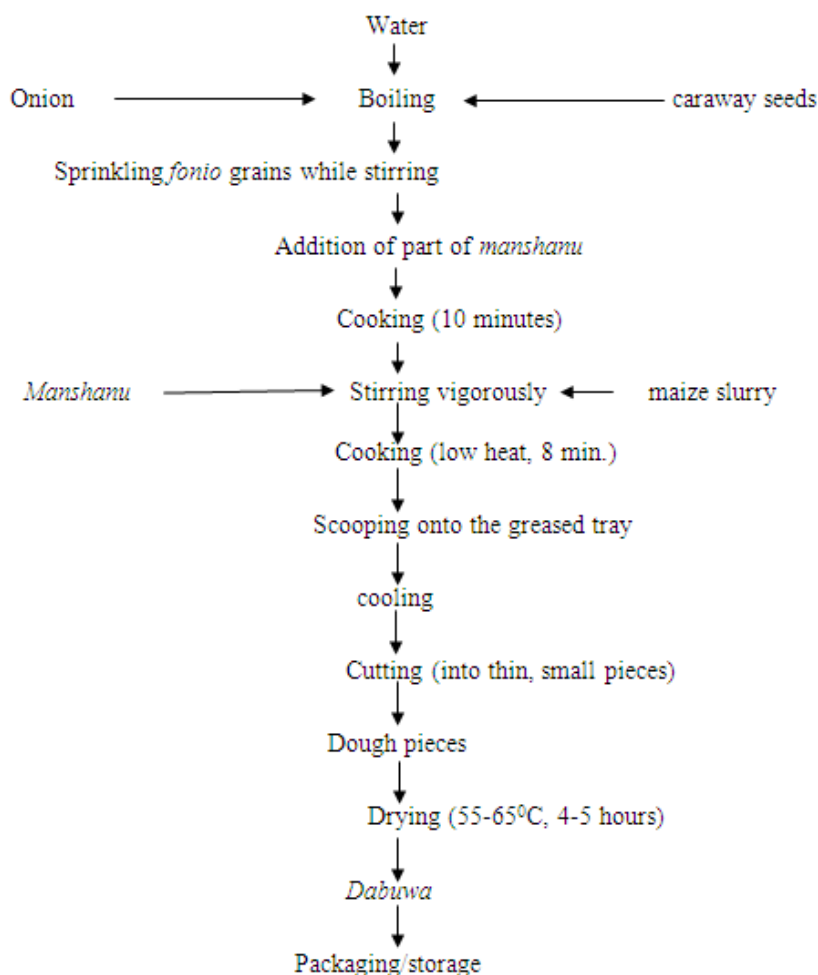 Water
Onion Boiling caraway seeds
Sprinkling fonio grains while stirring
Addition of part of manshanu
Cooking (10 minutes)
Manshanu Stirring vigorously maize slurry
Cooking (low heat, 8 min.)
Scooping onto the greased tray
cooling
Cutting (into thin, small pieces)
Dough pieces
Drying (55-65⁰C, 4-5 hours)
Dabuwa
Packaging/storage